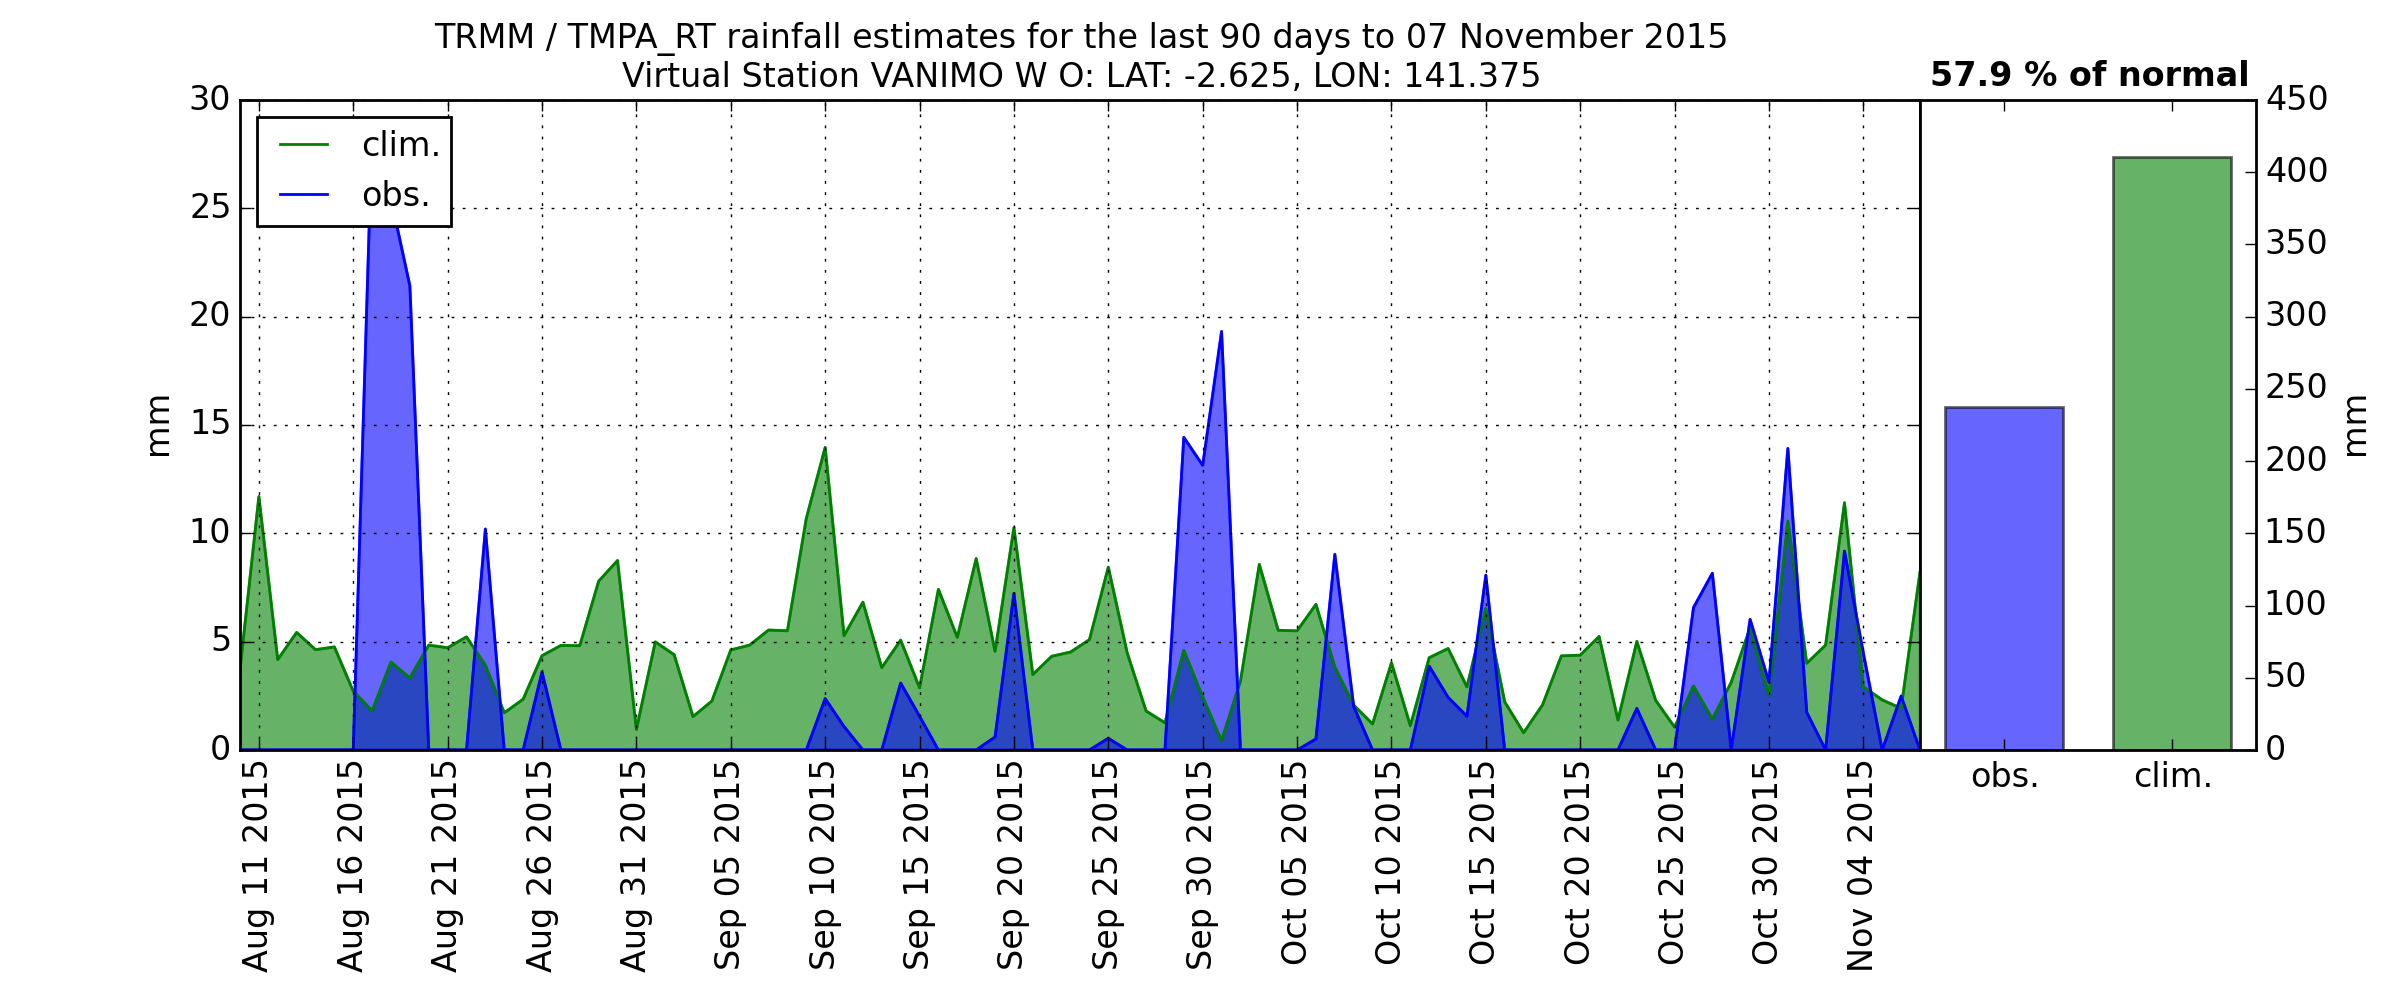 TRMM / TMPA_RT rainfall estimates for the last 90 days to 07 November 2015
Virtual Station VANIMO W O: LAT: -2.625, LON: 141.375
57.9 % of normal
clim.
obs.
30
25
20
15
10
5
0
mm
450
400
350
300
250
200
150
100
50
0
mm
Aug 11 2015
Aug 16 2015
Aug 21 2015
Aug 26 2015
Aug 31 2015
Sep 05 2015
Sep 10 2015
Sep 15 2015
Sep 20 2015
Sep 25 2015
Sep 30 2015
Oct 05 2015
Oct 10 2015
Oct 15 2015
Oct 20 2015
Oct 25 2015
Oct 30 2015
Nov 04 2015
obs.
clim.